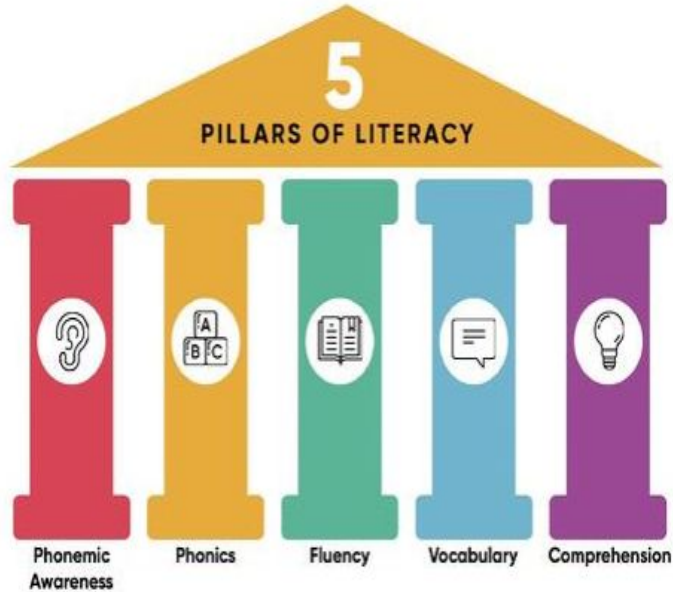 5
PILLARS OF LITERACY
A
B C
Phonemic
Awareness
Phonics
Fluency
Vocabulary
Comprehension